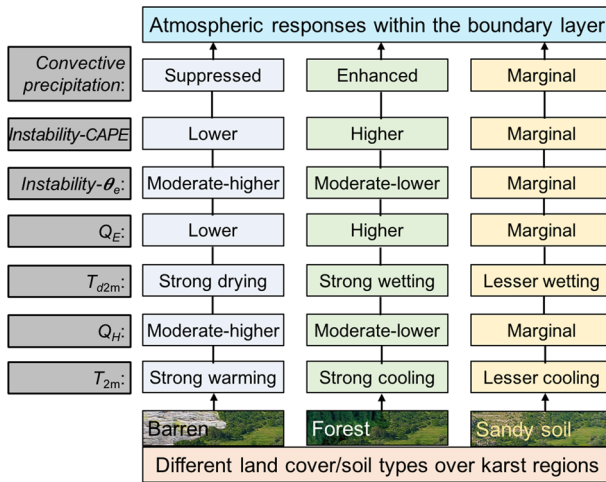 Atmospheric responses within the boundary layer
Convective precipitation: Suppressed Enhanced Marginal
Instability-CAPE Lower Higher Marginal
Instability-θe: Moderate-higher Moderate-lower Marginal
QE: Lower Higher Marginal
Td2m: Strong drying Strong wetting Lesser wetting
QH: Moderate-higher Moderate-lower Marginal
T2m: Strong warming Strong cooling Lesser cooling
Barren Forest Sandy soil
Different land cover/soil types over karst regions